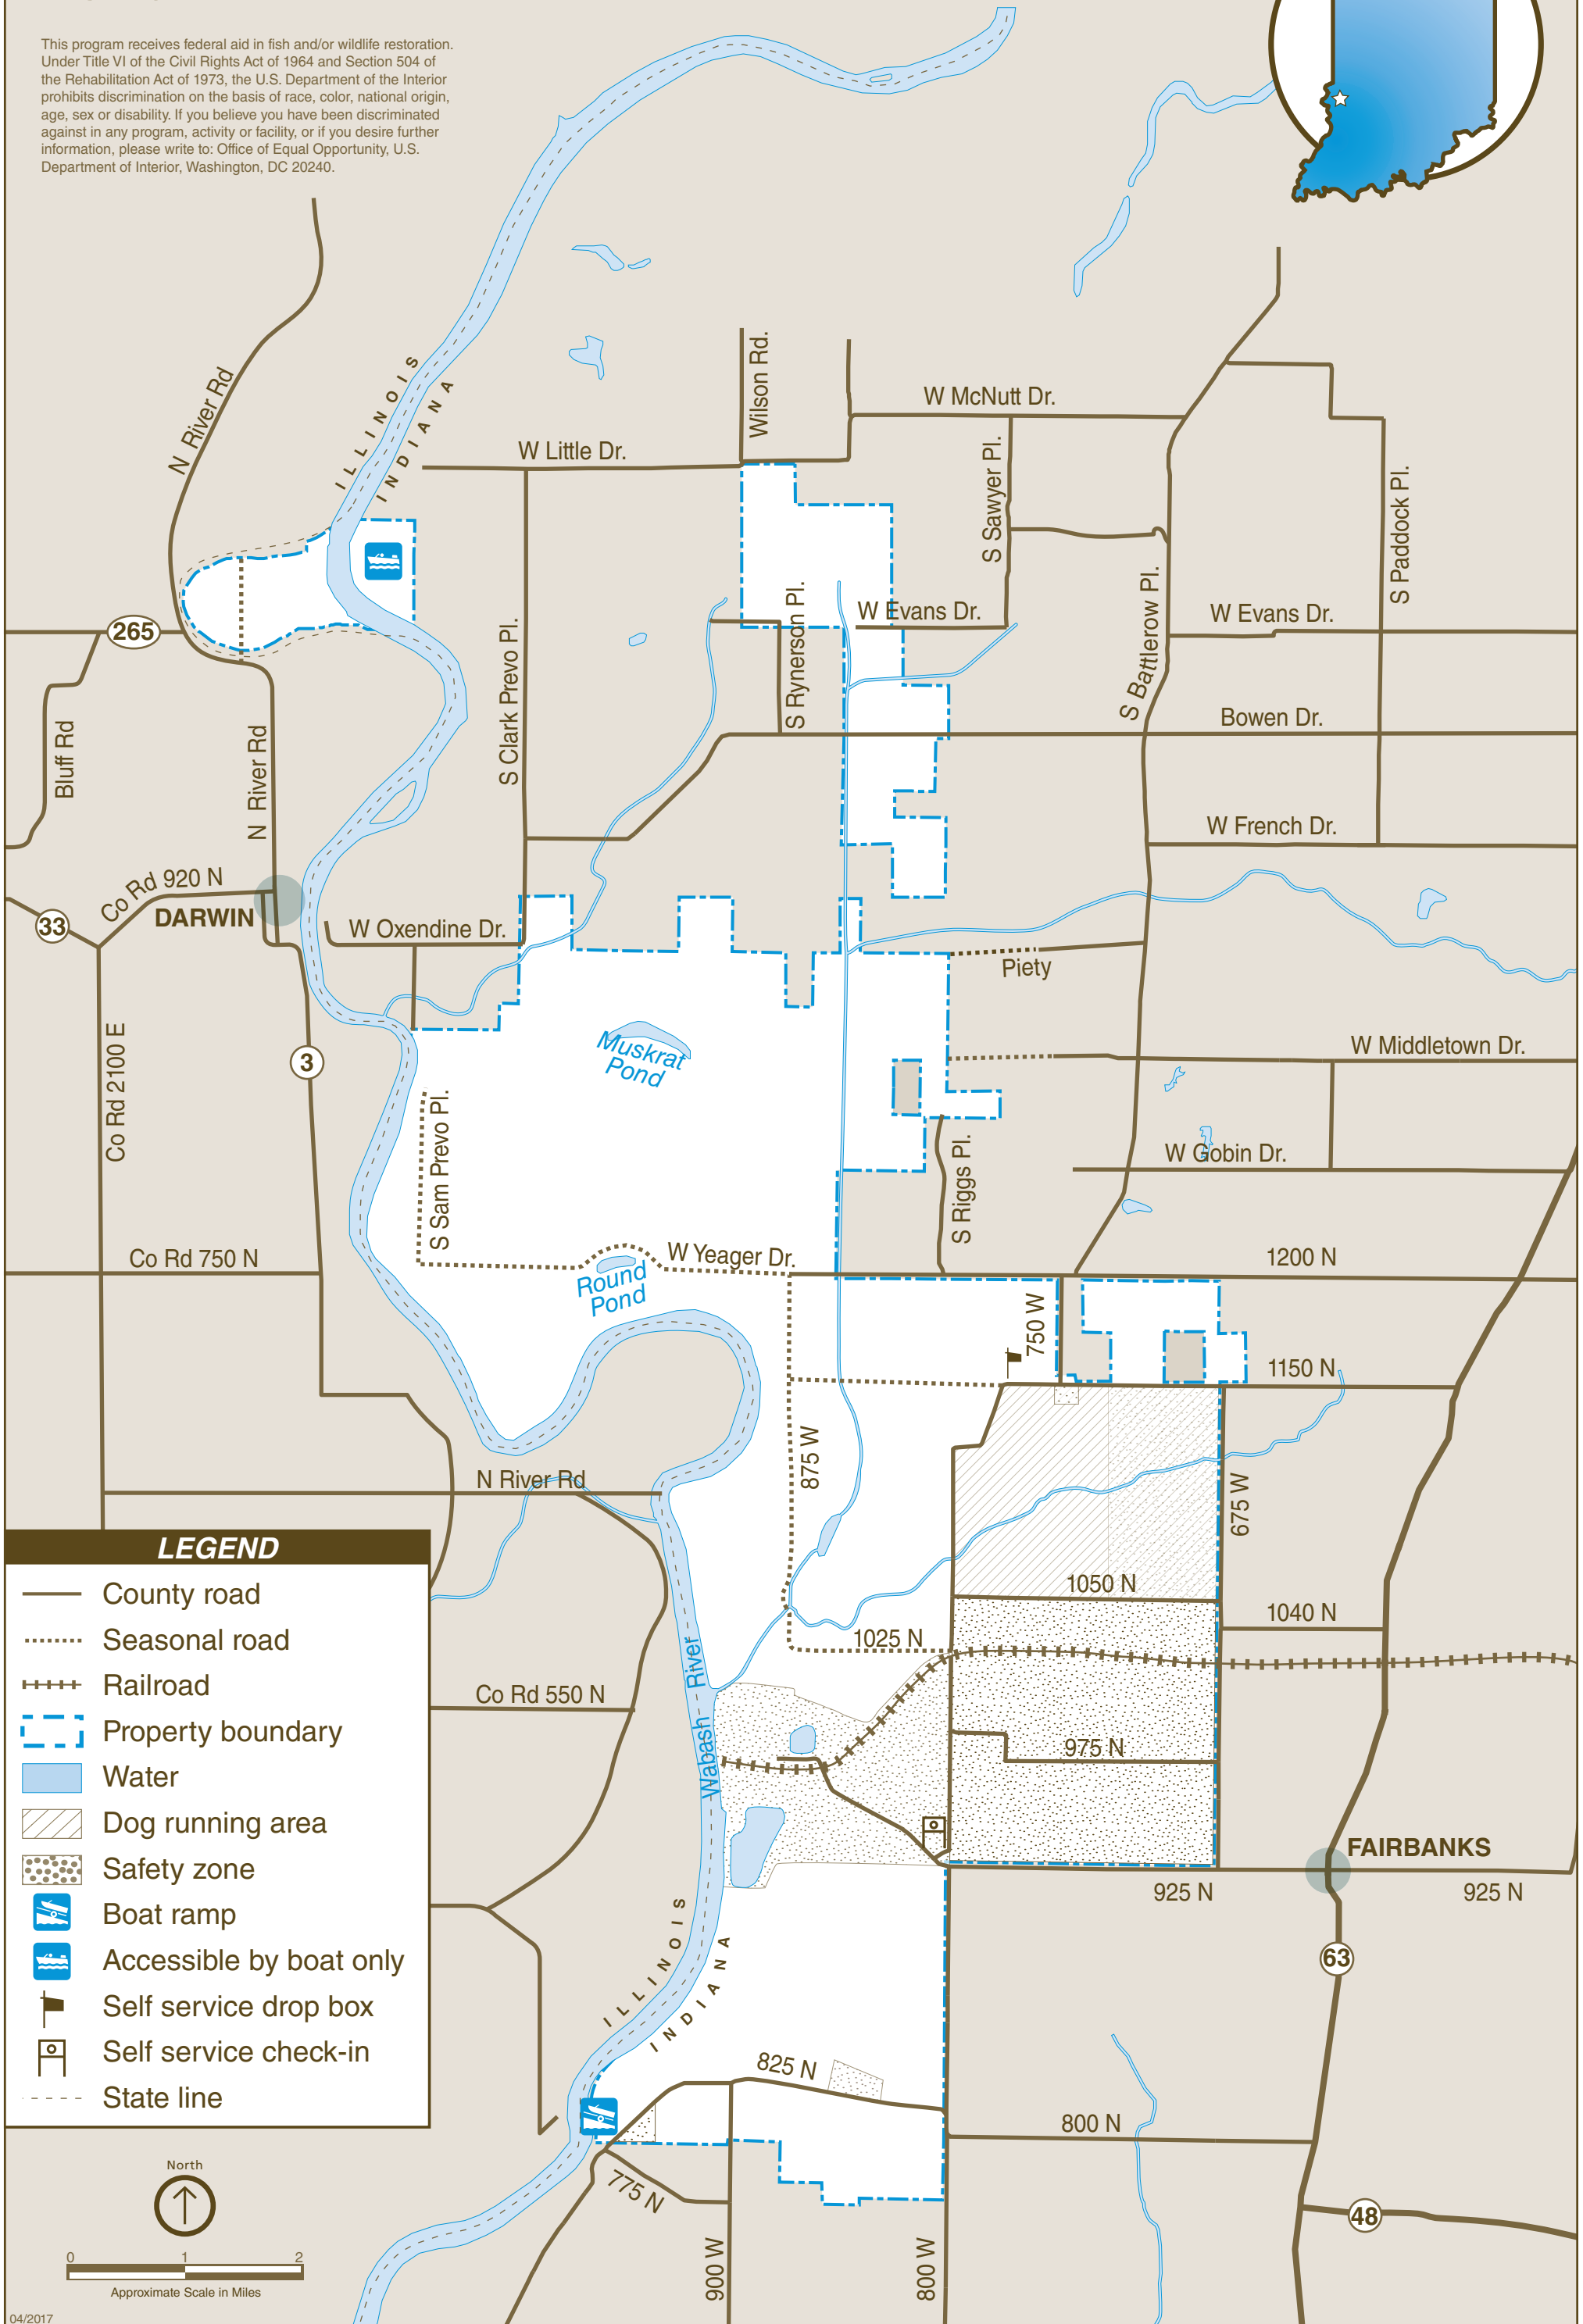 This program receives federal aid in fish and/or wildlife restoration.
Under Title VI of the Civil Rights Act of 1964 and Section 504 of
the Rehabilitation Act of 1973, the U.S. Department of the Interior
prohibits discrimination on the basis of race, color, national origin,
age, sex or disability. If you believe you have been discriminated
against in any program, activity or facility, or if you desire further
information, please write to: Office of Equal Opportunity, U.S.
Department of Interior, Washington, DC 20240.
N River Rd
ILLINOIS
INDIANA
Wilson Rd.
W McNutt Dr.
W Little Dr.
S Sawyer Pl.
S Paddock Pl.
265
S Clark Prevo Pl.
S Rynerson Pl.
W Evans Dr.
S Battlerow Pl.
W Evans Dr.
Bluff Rd
N River Rd
Bowen Dr.
W French Dr.
Co Rd 920 N
33
DARWIN
W Oxendine Dr.
Piety
Muskrat
Pond
3
Co Rd 2100 E
W Middletown Dr.
S Sam Prevo Pl.
S Riggs Pl.
W Gobin Dr.
Co Rd 750 N
W Yeager Dr.
1200 N
Round
Pond
750 W
1150 N
875 W
N River Rd
675 W
1050 N
1040 N
1025 N
Wabash River
Co Rd 550 N
975 N
FAIRBANKS
925 N
925 N
63
ILLINOIS
INDIANA
825 N
800 N
775 N
48
900 W
800 W
LEGEND
County road
Seasonal road
Railroad
Property boundary
Water
Dog running area
Safety zone
Boat ramp
Accessible by boat only
Self service drop box
Self service check-in
State line
North
0 1 2
Approximate Scale in Miles
04/2017